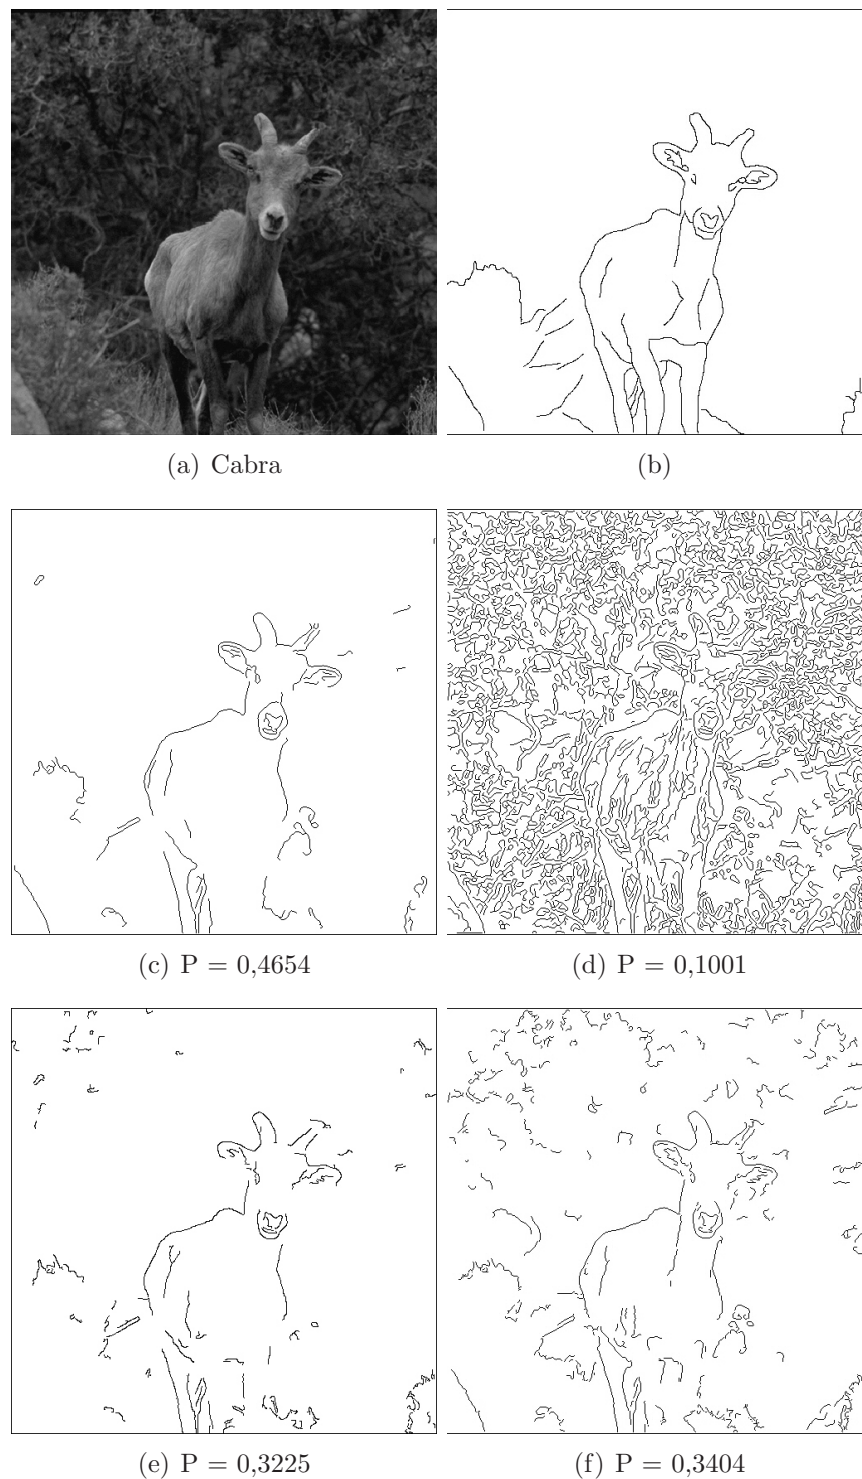 (a) Cabra
(b)
(c) P = 0,4654
(d) P = 0,1001
(e) P = 0,3225
(f) P = 0,3404